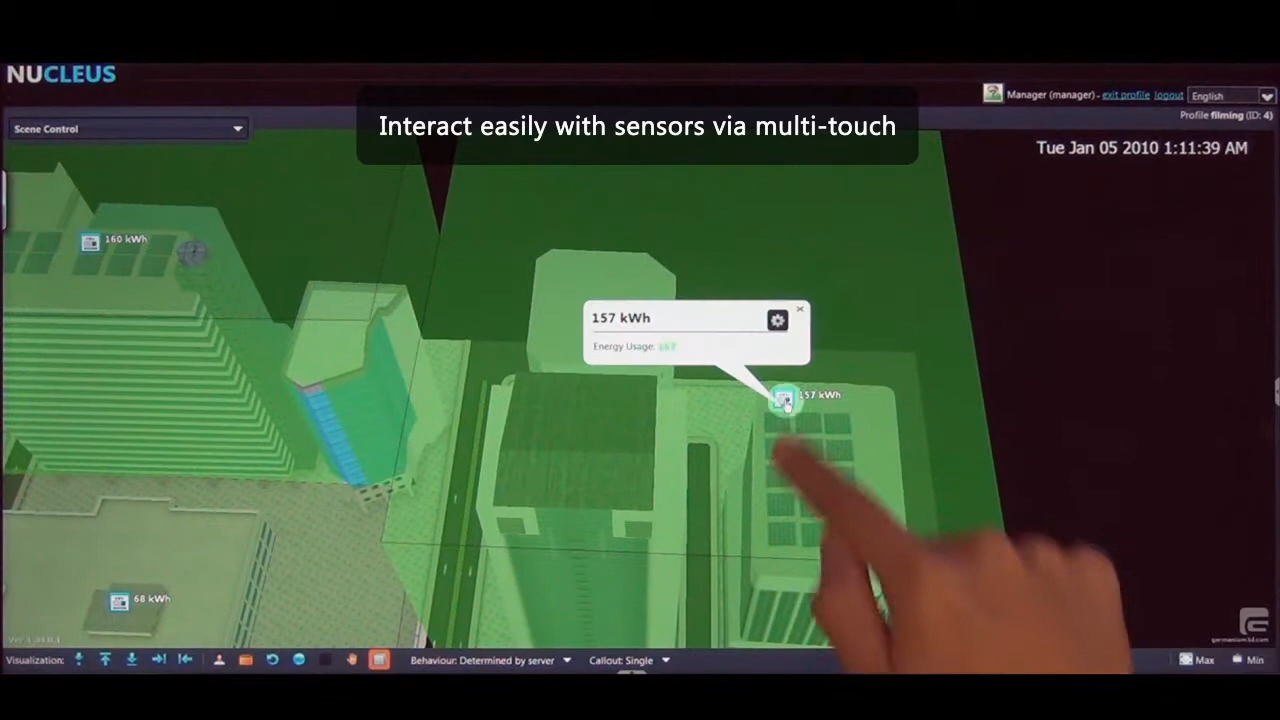 NUCLEUS
Manager (manager) - exit profile logout English
Profile filming (ID: 4)
Scene Control
Interact easily with sensors via multi-touch
Tue Jan 05 2010 1:11:39 AM
160 kWh
157 kWh
Energy Usage: 157
157 kWh
68 kWh
Visualization:
Behaviour: Determined by server
Callout: Single
Max
Min